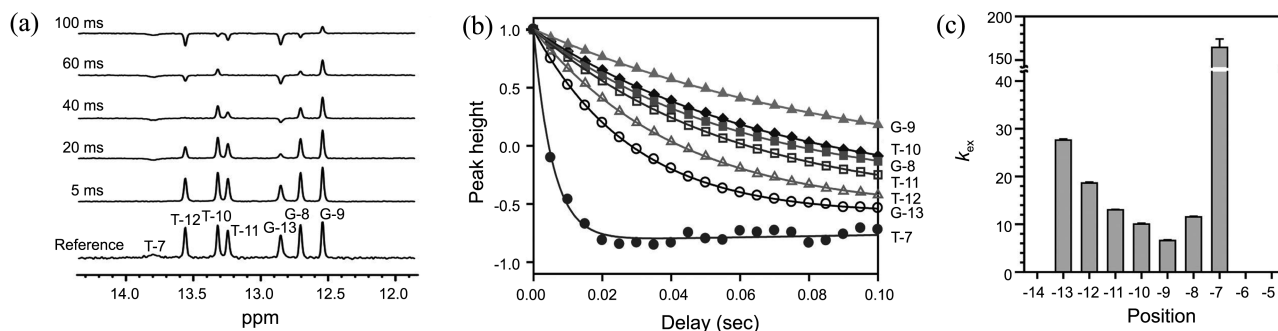 (a)
100 ms
60 ms
40 ms
20 ms
5 ms
Reference
T-7
T-12
T-10
T-11
G-13
G-8
G-9
14.0 13.5 13.0 12.5 12.0
ppm
(b)
Peak height
1.0
0.5
0.0
-0.5
-1.0
0.00 0.02 0.04 0.06 0.08 0.10
Delay (sec)
G-9
T-10
G-8
T-11
T-12
G-13
T-7
(c)
kex
200
150
40
30
20
10
0
-14 -13 -12 -11 -10 -9 -8 -7 -6 -5
Position